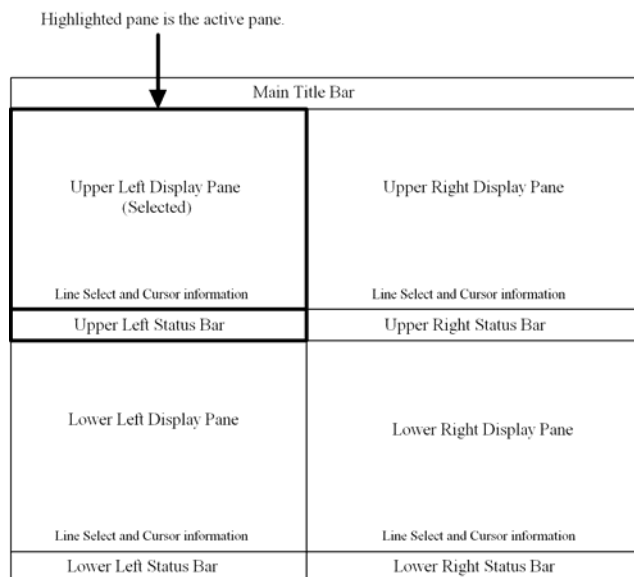 Highlighted pane is the active pane.
Main Title Bar
Upper Left Display Pane
(Selected)
Upper Right Display Pane
Line Select and Cursor information
Line Select and Cursor information
Upper Left Status Bar
Upper Right Status Bar
Lower Left Display Pane
Lower Right Display Pane
Line Select and Cursor information
Line Select and Cursor information
Lower Left Status Bar
Lower Right Status Bar